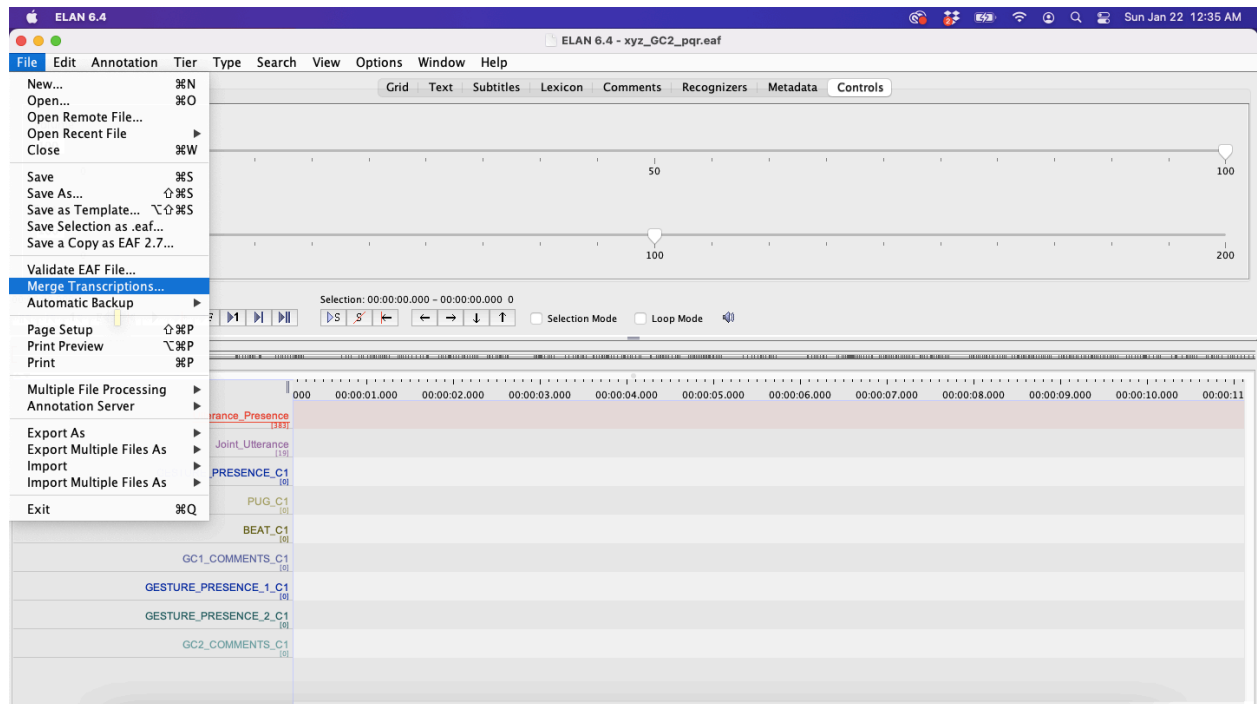 ELAN 6.4 Sun Jan 22 12:35 AM
ELAN 6.4 - xyz_GC2_pqr.eaf
File Edit Annotation Tier Type Search View Options Window Help
New... ⌘N
Open... ⌘O
Open Remote File...
Open Recent File
Close ⌘W
Save ⌘S
Save As... ⇧⌘S
Save as Template... ⌥⇧⌘S
Save Selection as .eaf...
Save a Copy as EAF 2.7...
Validate EAF File...
Merge Transcriptions...
Automatic Backup
Page Setup ⇧⌘P
Print Preview ⌥⌘P
Print ⌘P
Multiple File Processing
Annotation Server
Export As
Export Multiple Files As
Import
Import Multiple Files As
Exit ⌘Q
Grid Text Subtitles Lexicon Comments Recognizers Metadata Controls
50 100
100 200
Selection: 00:00:00.000 - 00:00:00.000 0
1 S S Selection Mode Loop Mode
000 00:00:01.000 00:00:02.000 00:00:03.000 00:00:04.000 00:00:05.000 00:00:06.000 00:00:07.000 00:00:08.000 00:00:09.000 00:00:10.000 00:00:11
erance_Presence
[383]
Joint_Utterance
[19]
_PRESENCE_C1
[0]
PUG_C1
[0]
BEAT_C1
[0]
GC1_COMMENTS_C1
[0]
GESTURE_PRESENCE_1_C1
[0]
GESTURE_PRESENCE_2_C1
[0]
GC2_COMMENTS_C1
[0]